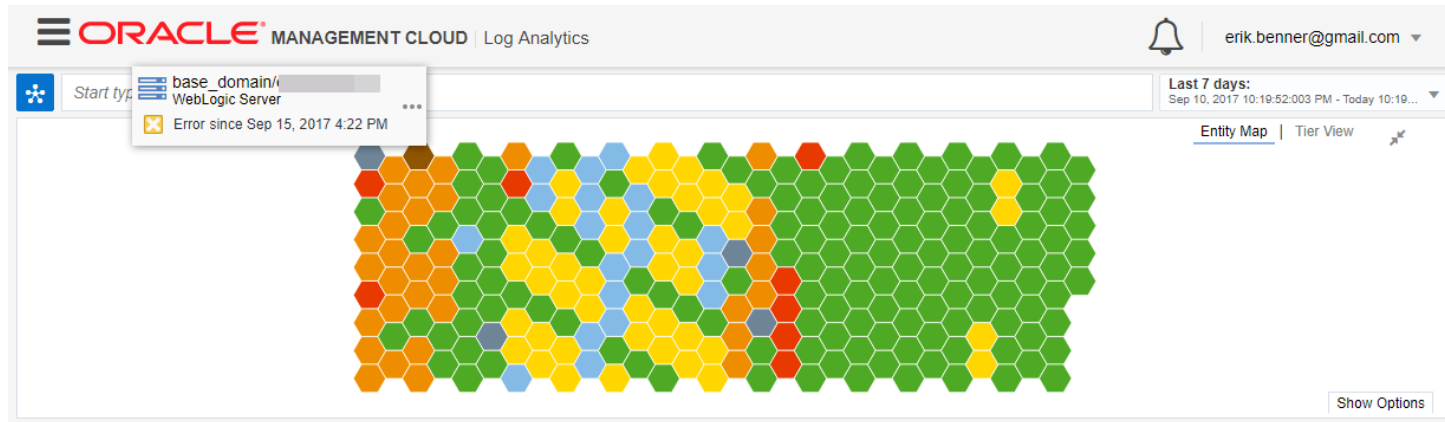 ORACLE MANAGEMENT CLOUD | Log Analytics
erik.benner@gmail.com
Start typ
base_domain/
WebLogic Server
Error since Sep 15, 2017 4:22 PM
Last 7 days:
Sep 10, 2017 10:19:52:003 PM - Today 10:19...
Entity Map | Tier View
Show Options